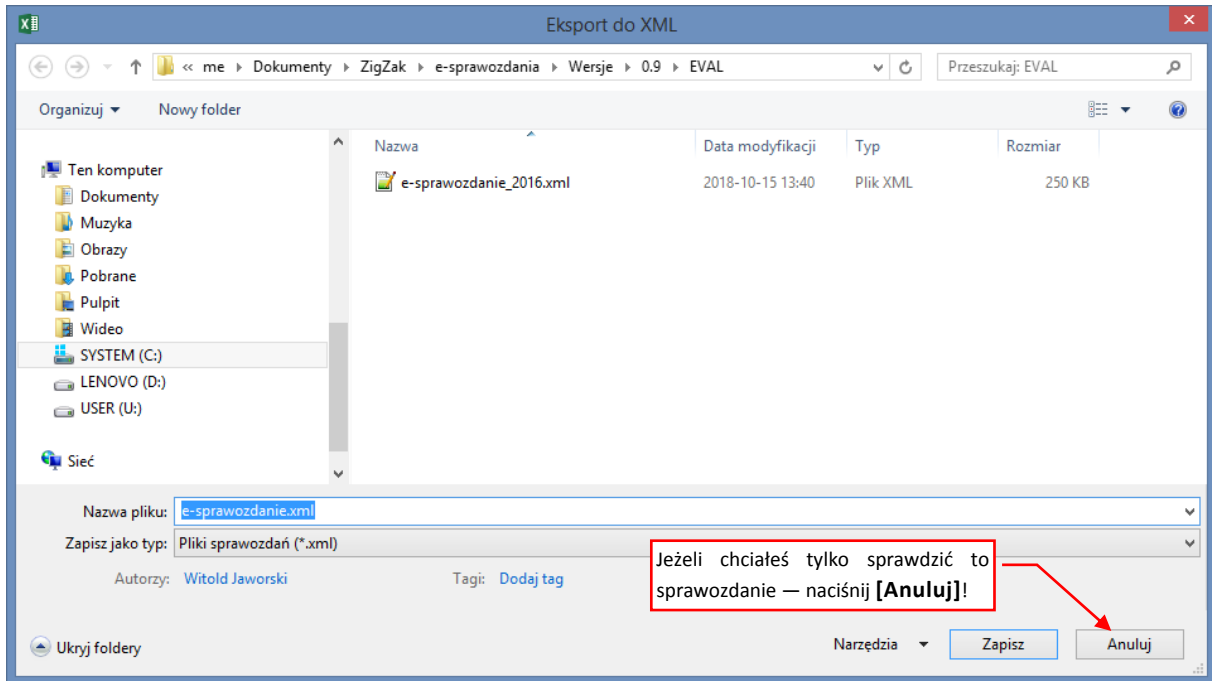 Eksport do XML
« me Dokumenty ZigZak e-sprawozdania Wersje 0.9 EVAL Przeszukaj: EVAL
Organizuj Nowy folder
Nazwa Data modyfikacji Typ Rozmiar
e-sprawozdanie_2016.xml 2018-10-15 13:40 Plik XML 250 KB
Ten komputer
Dokumenty
Muzyka
Obrazy
Pobrane
Pulpit
Wideo
SYSTEM (C:)
LENOVO (D:)
USER (U:)
Sieć
Nazwa pliku: e-sprawozdanie.xml
Zapisz jako typ: Pliki sprawozdań (*.xml)
Autorzy: Witold Jaworski Tagi: Dodaj tag
Jeżeli chciałeś tylko sprawdzić to
sprawozdanie — naciśnij [Anuluj]!
Ukryj foldery Narzędzia Zapisz Anuluj